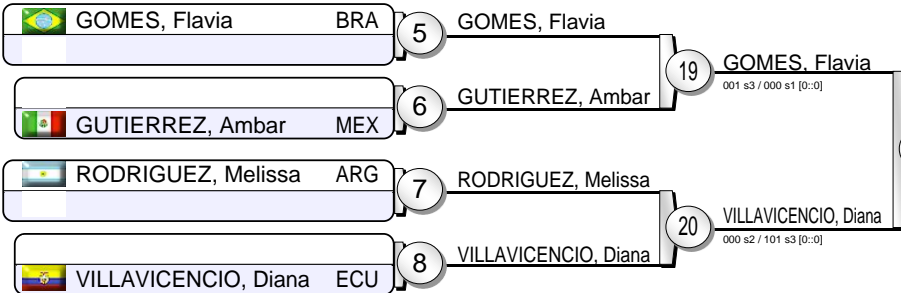 GOMES, Flavia BRA
5
GOMES, Flavia
19
GOMES, Flavia
001 s3 / 000 s1 [0::0]
6
GUTIERREZ, Ambar
GUTIERREZ, Ambar MEX
RODRIGUEZ, Melissa ARG
7
RODRIGUEZ, Melissa
20
VILLAVICENCIO, Diana
000 s2 / 101 s3 [0::0]
8
VILLAVICENCIO, Diana
VILLAVICENCIO, Diana ECU